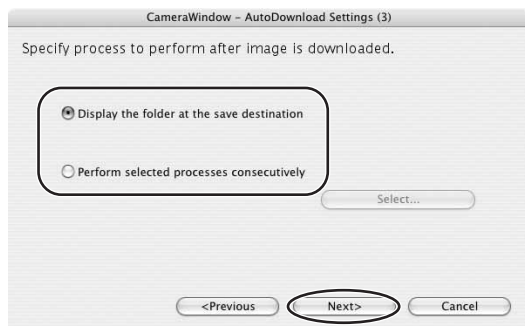 CameraWindow – AutoDownload Settings (3)
Specify process to perform after image is downloaded.
Display the folder at the save destination
Perform selected processes consecutively
Select...
<Previous Next> Cancel